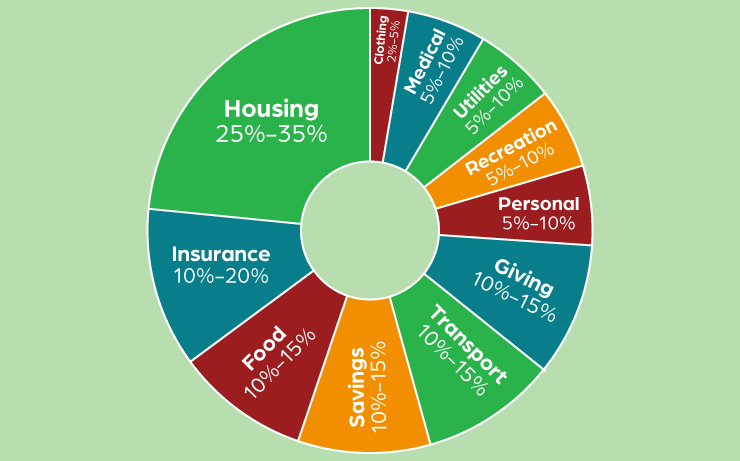 Clothing
2%–5%
Medical
5%–10%
Utilities
5%–10%
Recreation
5%–10%
Personal
5%–10%
Giving
10%–15%
Transport
10%–15%
Savings
10%–15%
Food
10%–15%
Insurance
10%–20%
Housing
25%–35%